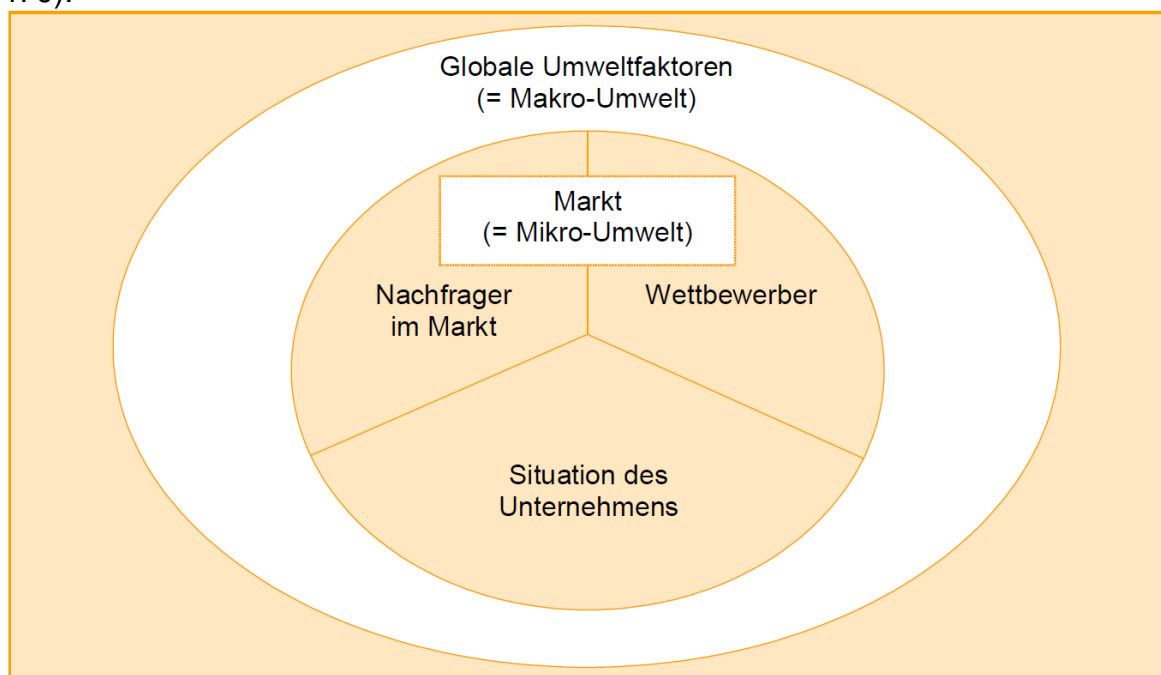 Globale Umweltfaktoren
(= Makro-Umwelt)
Markt
(= Mikro-Umwelt)
Nachfrager
im Markt
Wettbewerber
Situation des
Unternehmens